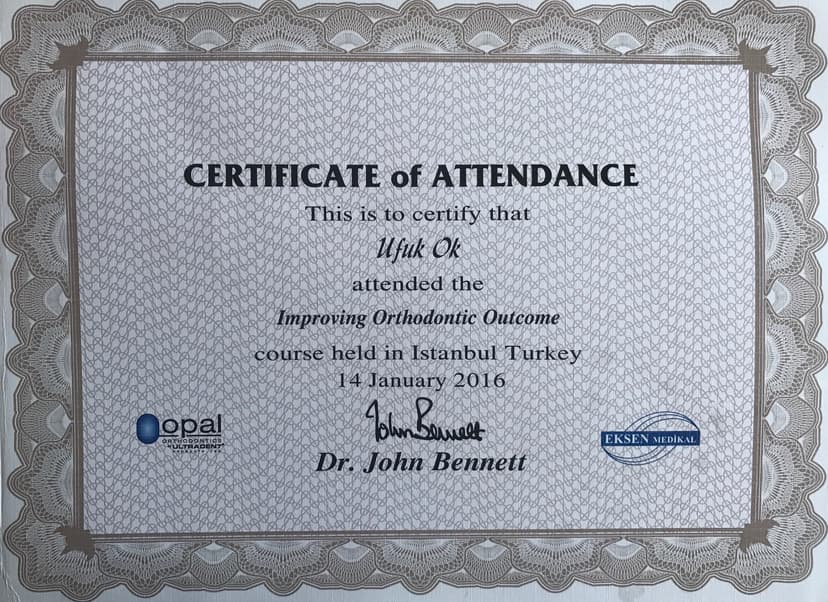 CERTIFICATE of ATTENDANCE
This is to certify that
Ufuk Ok
attended the
Improving Orthodontic Outcome
course held in Istanbul Turkey
14 January 2016
John Bennett
opal
ORTHODONTICS
ULTRADENT
EKSEN MEDİKAL
Dr. John Bennett